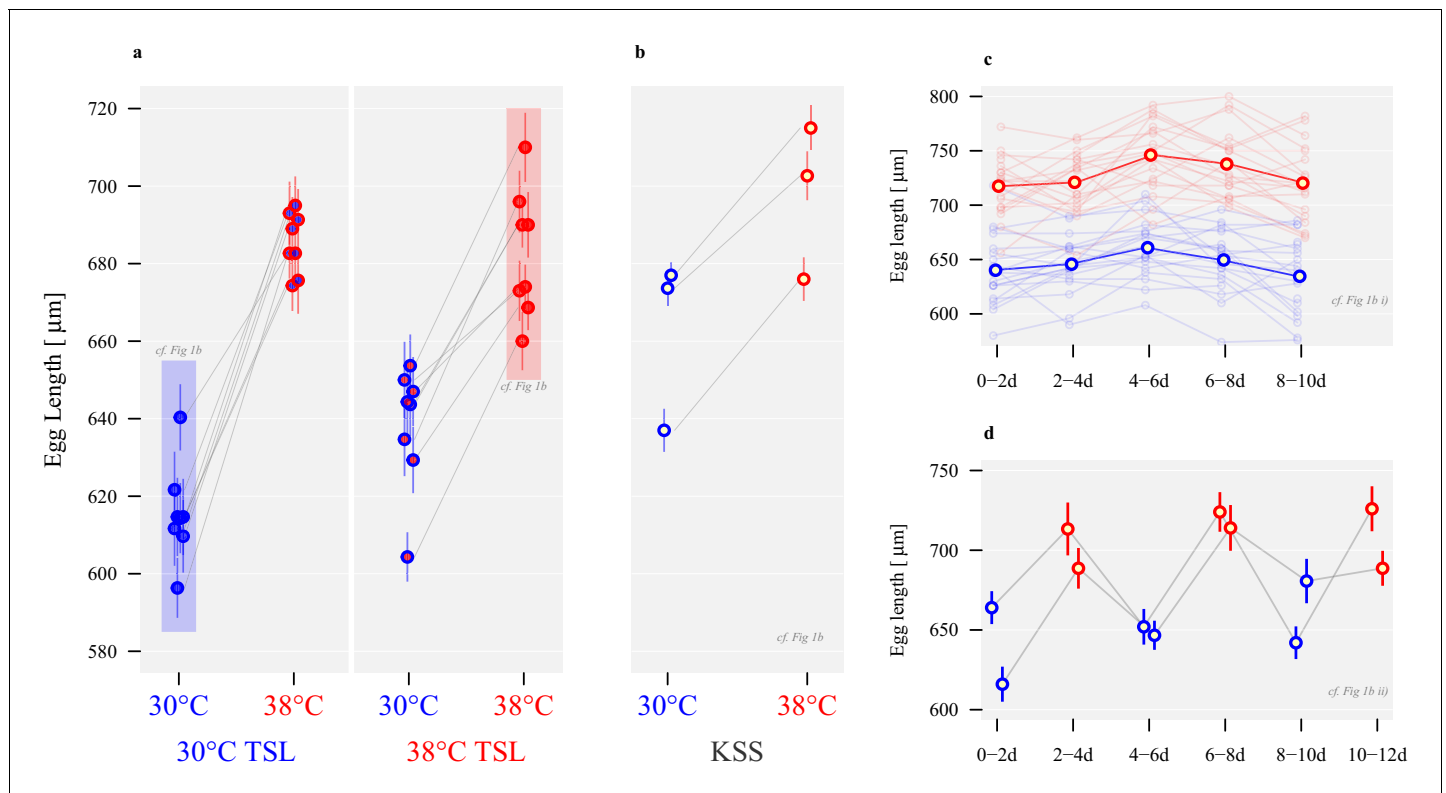 a
Egg Length [ µm]
720
700
680
660
640
620
600
580
cf. Fig 1b
cf. Fig 1b
30°C
38°C
30°C
38°C
30°C TSL
38°C TSL
b
cf. Fig 1b
30°C
38°C
KSS
c
Egg length [ µm]
800
750
700
650
600
cf. Fig 1b i)
0−2d
2−4d
4−6d
6−8d
8−10d
d
Egg length [ µm]
750
700
650
600
cf. Fig 1b ii)
0−2d
2−4d
4−6d
6−8d
8−10d
10−12d